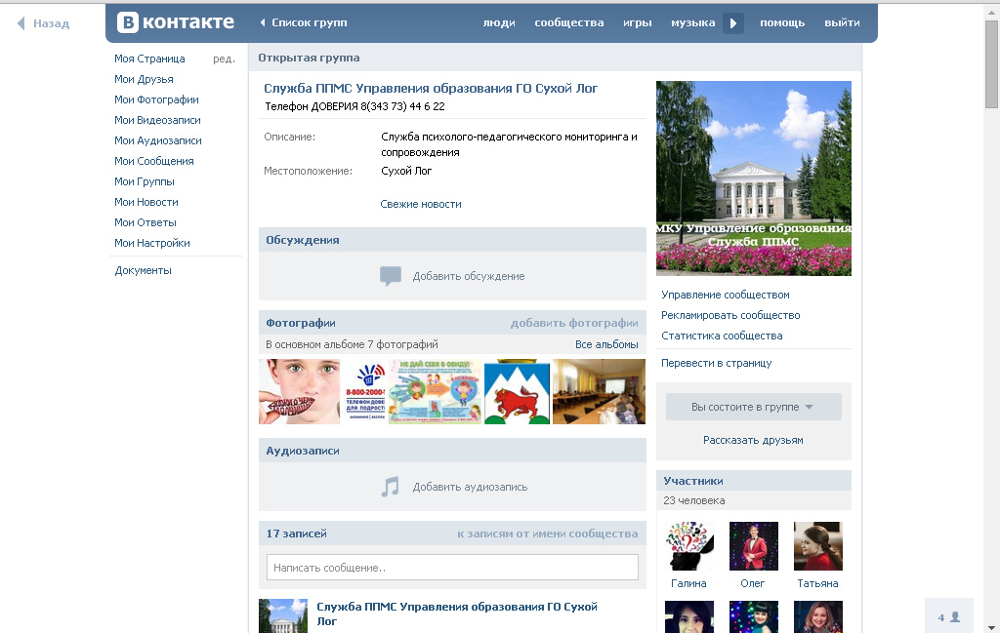 Назад
В контакте
Список групп
люди сообщества игры музыка помощь выйти
Моя Страница ред.
Мои Друзья
Мои Фотографии
Мои Видеозаписи
Мои Аудиозаписи
Мои Сообщения
Мои Группы
Мои Новости
Мои Ответы
Мои Настройки
Документы
Открытая группа
Служба ППМС Управления образования ГО Сухой Лог
Телефон ДОВЕРИЯ 8(343 73) 44 6 22
Описание: Служба психолого-педагогического мониторинга и
сопровождения
Местоположение: Сухой Лог
Свежие новости
Обсуждения
Добавить обсуждение
Фотографии добавить фотографии
В основном альбоме 7 фотографий Все альбомы
8-800-2000-
ТЕЛЕФОН ДОВЕ
ДЛЯ ПОДРОСТ
НЕ ДАЙ СЕБЯ В ОБИДУ!
Аудиозаписи
Добавить аудиозапись
17 записей к записям от имени сообщества
Написать сообщение..
Служба ППМС Управления образования ГО Сухой
Лог
МКУ Управление образования
Служба ППМС
Управление сообществом
Рекламировать сообщество
Статистика сообщества
Перевести в страницу
Вы состоите в группе
Рассказать друзьям
Участники
23 человека
Галина Олег Татьяна
4